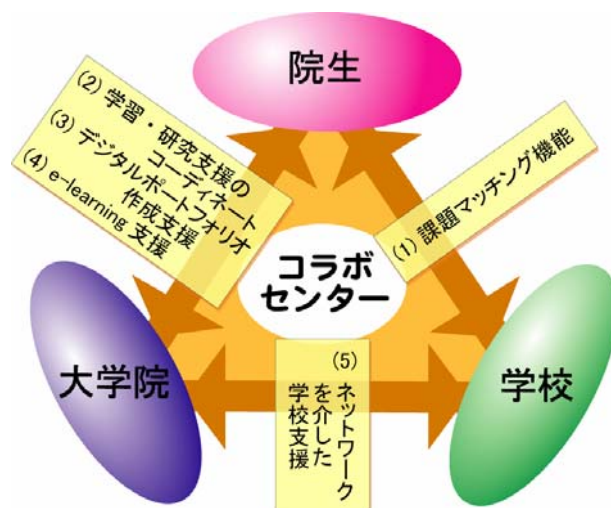 院生
(2) 学習・研究支援の
コーディネート
(3) デジタルポートフォリオ
作成支援
(4) e-learning 支援
(1) 課題マッチング機能
コラボ
センター
大学院
学校
(5)
ネットワーク
を介した
学校支援